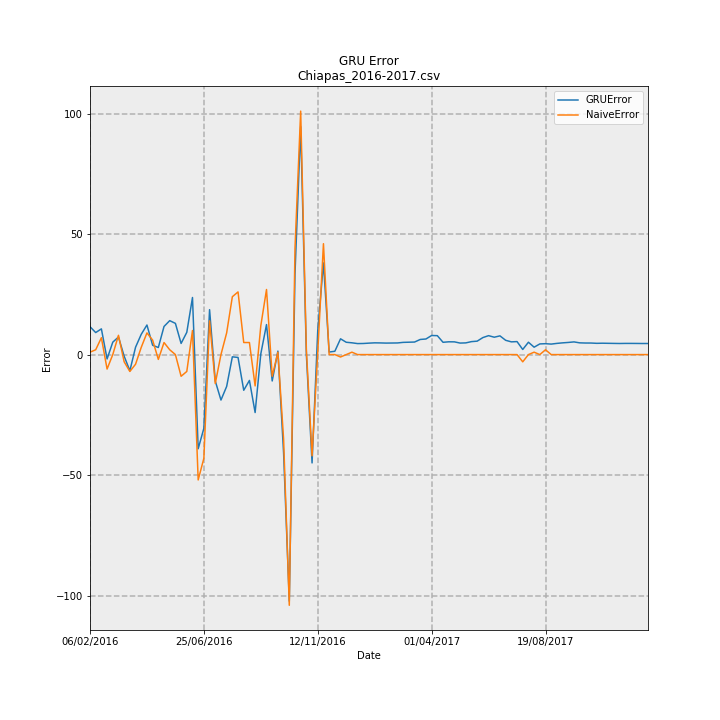 GRU Error
Chiapas_2016-2017.csv
GRUError
NaiveError
100
50
0
−50
−100
Error
06/02/2016
25/06/2016
12/11/2016
01/04/2017
19/08/2017
Date